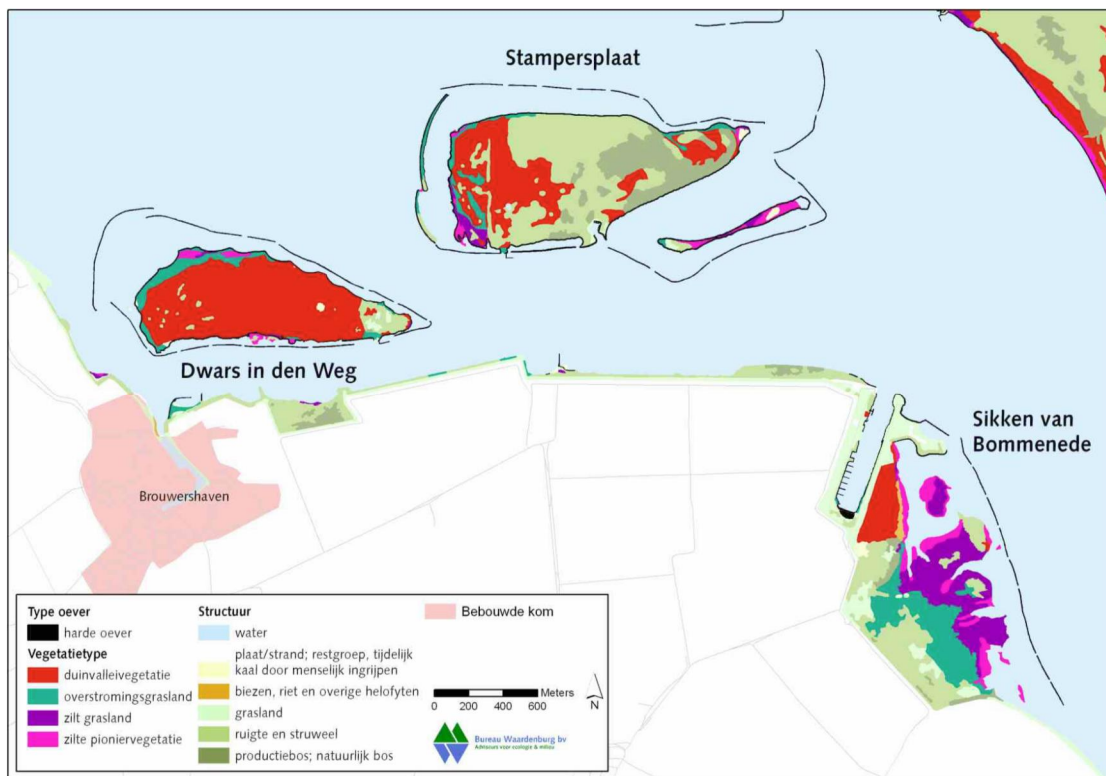 Stampersplaat
Dwars in den Weg
Sikken van
Bommenede
Brouwershaven
Type oever
harde oever
Vegetatietype
duinvalleivegetatie
overstromingsgrasland
zilt grasland
zilte pioniervegetatie
Structuur
water
plaat/strand; restgroep, tijdelijk
kaal door menselijk ingrijpen
biezen, riet en overige helofyten
grasland
ruigte en struweel
productiebos; natuurlijk bos
Bebouwde kom
Meters
0 200 400 600
N
Bureau Waardenburg bv
Adviseurs voor ecologie & milieu